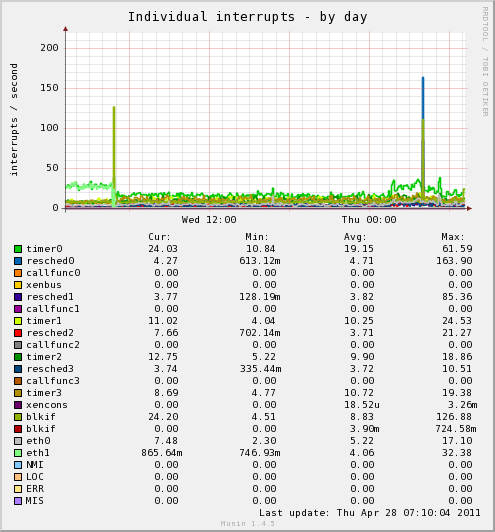 Individual interrupts - by day
RRDTOOL / TOBI OETIKER
interrupts / second
200
150
100
50
0
Wed 12:00 Thu 00:00
Cur: Min: Avg: Max:
timer0 24.03 10.84 19.15 61.59
resched0 4.27 613.12m 4.71 163.90
callfunc0 0.00 0.00 0.00 0.00
xenbus 0.00 0.00 0.00 0.00
resched1 3.77 128.19m 3.82 85.36
callfunc1 0.00 0.00 0.00 0.00
timer1 11.02 4.04 10.25 24.53
resched2 7.66 702.14m 3.71 21.27
callfunc2 0.00 0.00 0.00 0.00
timer2 12.75 5.22 9.90 18.86
resched3 3.74 335.44m 3.72 10.51
callfunc3 0.00 0.00 0.00 0.00
timer3 8.69 4.77 10.72 19.38
xencons 0.00 0.00 18.52u 3.26m
blkif 24.20 4.51 8.83 126.88
blkif 0.00 0.00 3.90m 724.58m
eth0 7.48 2.30 5.22 17.10
eth1 865.64m 746.93m 4.06 32.38
NMI 0.00 0.00 0.00 0.00
LOC 0.00 0.00 0.00 0.00
ERR 0.00 0.00 0.00 0.00
MIS 0.00 0.00 0.00 0.00
Last update: Thu Apr 28 07:10:04 2011
Munin 1.4.5